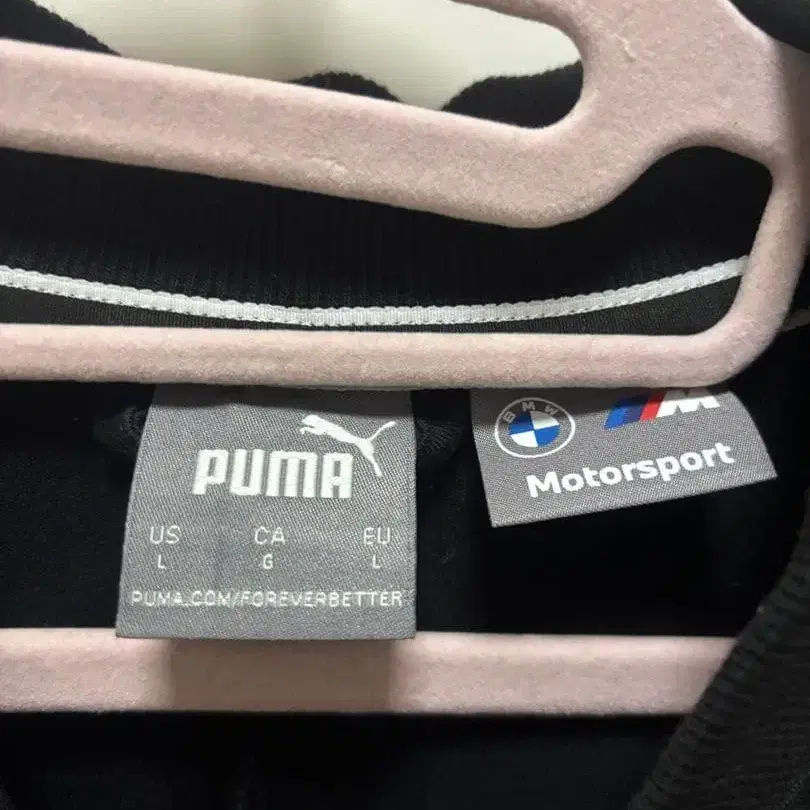 PUMA
US CA EU
L G L
PUMA.COM/FOREVERBETTER
BMW
M
Motorsport